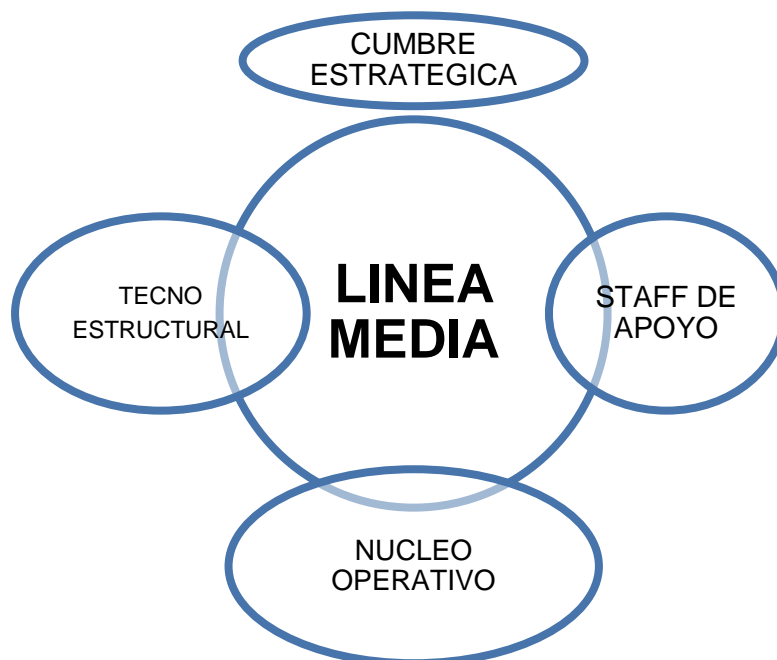 CUMBRE
ESTRATEGICA
TECNO
ESTRUCTURAL
LINEA
MEDIA
STAFF DE
APOYO
NUCLEO
OPERATIVO